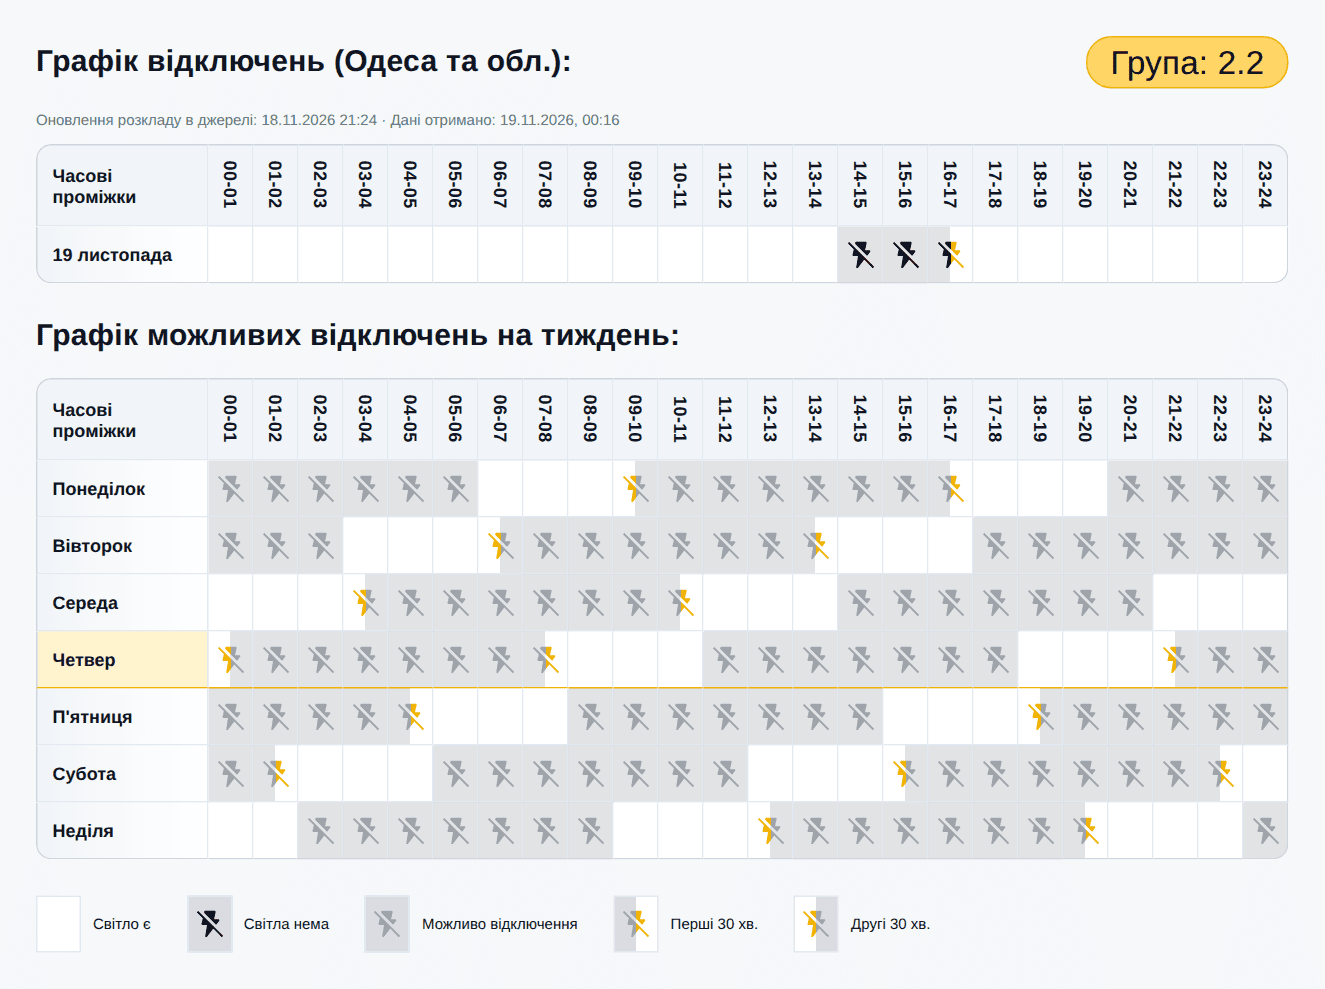 Графік відключень (Одеса та обл.):
Група: 2.2
Оновлення розкладу в джерелі: 18.11.2026 21:24 · Дані отримано: 19.11.2026, 00:16
Часові
проміжки
00-01 01-02 02-03 03-04 04-05 05-06 06-07 07-08 08-09 09-10 10-11 11-12 12-13 13-14 14-15 15-16 16-17 17-18 18-19 19-20 20-21 21-22 22-23 23-24
19 листопада
Графік можливих відключень на тиждень:
Часові
проміжки
00-01 01-02 02-03 03-04 04-05 05-06 06-07 07-08 08-09 09-10 10-11 11-12 12-13 13-14 14-15 15-16 16-17 17-18 18-19 19-20 20-21 21-22 22-23 23-24
Понеділок
Вівторок
Середа
Четвер
П'ятниця
Субота
Неділя
Світло є
Світла нема
Можливо відключення
Перші 30 хв.
Другі 30 хв.